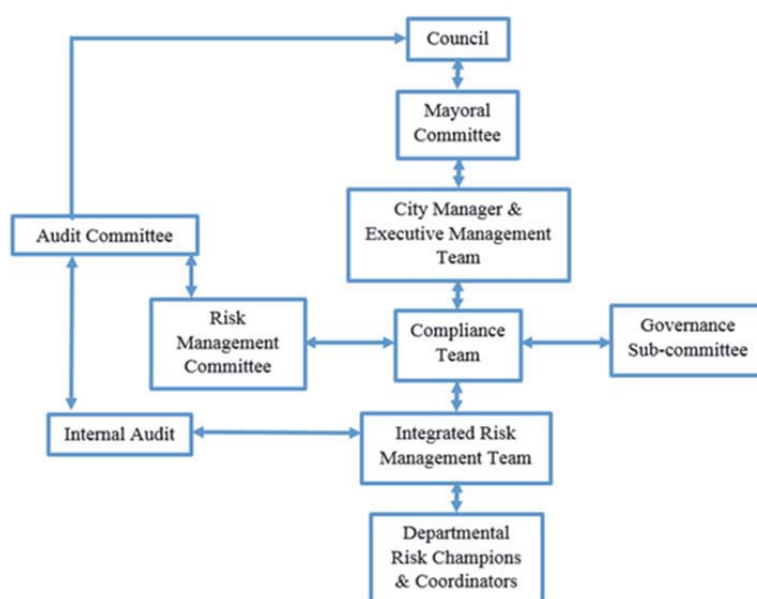 Council
Mayoral
Committee
City Manager &
Executive Management
Team
Audit Committee
Risk
Management
Committee
Compliance
Team
Governance
Sub-committee
Internal Audit
Integrated Risk
Management Team
Departmental
Risk Champions
& Coordinators